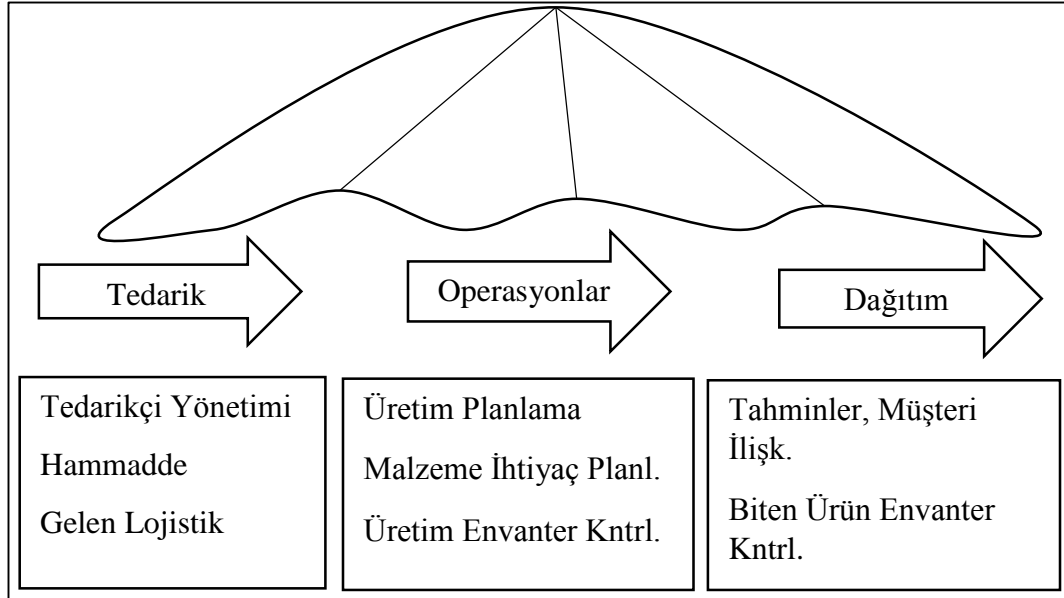 Tedarik
Operasyonlar
Dağıtım
Tedarikçi Yönetimi
Hammadde
Gelen Lojistik
Üretim Planlama
Malzeme İhtiyaç Planl.
Üretim Envanter Kntrl.
Tahminler, Müşteri
İlişk.
Biten Ürün Envanter
Kntrl.